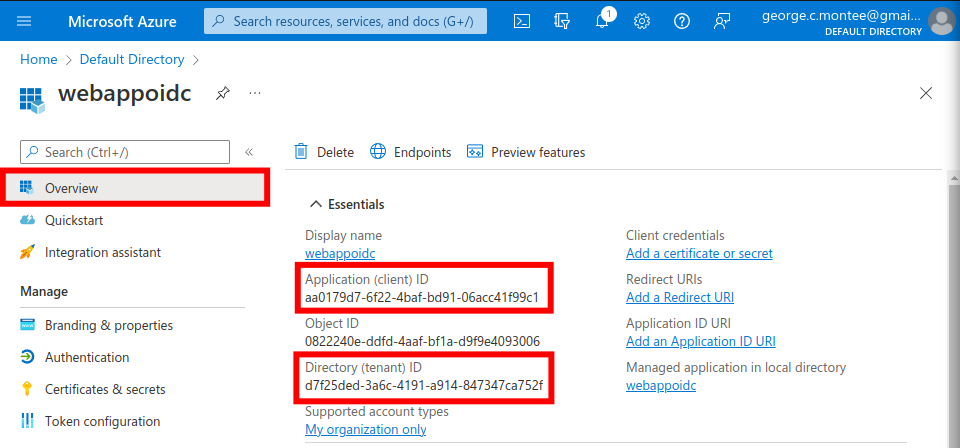 Microsoft Azure
Search resources, services, and docs (G+/)
1
george.c.montee@gmai...
DEFAULT DIRECTORY
Home > Default Directory >
webappoidc
Search (Ctrl+/)
«
Overview
Quickstart
Integration assistant
Manage
Branding & properties
Authentication
Certificates & secrets
Token configuration
Delete
Endpoints
Preview features
Essentials
Display name
webappoidc
Application (client) ID
aa0179d7-6f22-4baf-bd91-06acc41f99c1
Object ID
0822240e-ddfd-4aaf-bf1a-d9f9e4093006
Directory (tenant) ID
d7f25ded-3a6c-4191-a914-847347ca752f
Supported account types
My organization only
Client credentials
Add a certificate or secret
Redirect URIs
Add a Redirect URI
Application ID URI
Add an Application ID URI
Managed application in local directory
webappoidc